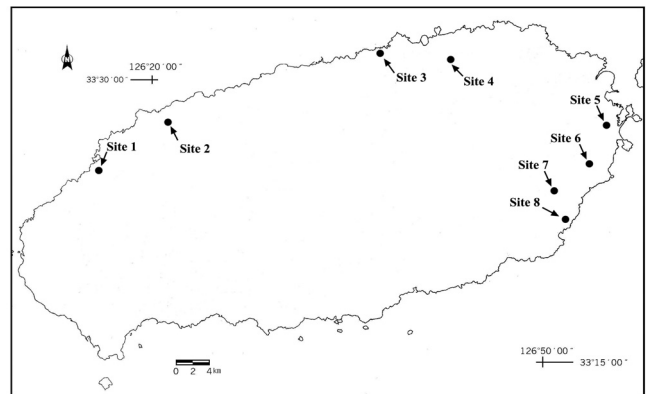 N
126°20′00″
33°30′00″
Site 3
Site 4
Site 5
Site 1
Site 2
Site 6
Site 7
Site 8
0 2 4km
126°50′00″
33°15′00″